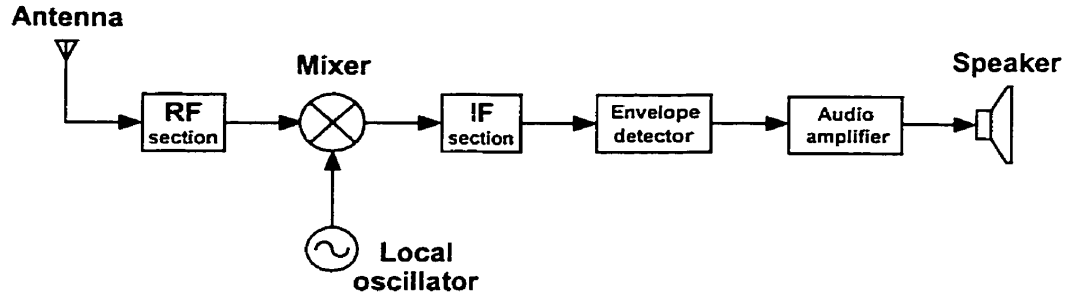 Antenna
Mixer
Speaker
RF
section
IF
section
Envelope
detector
Audio
amplifier
Local
oscillator